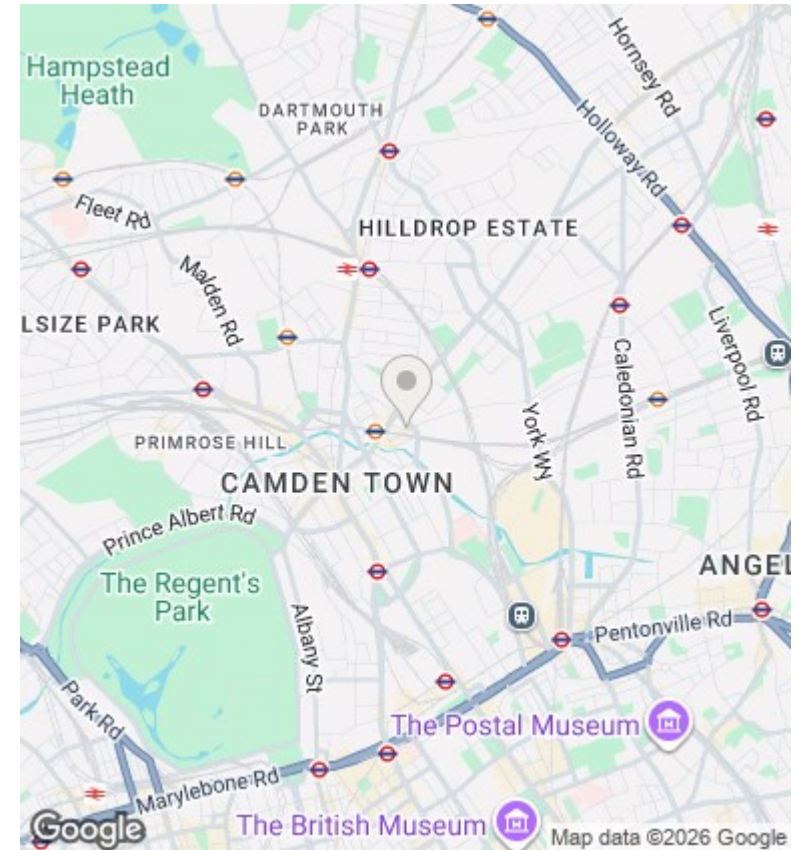 Hampstead
Heath
DARTMOUTH
PARK
Hornsey Rd
Holloway Rd
Fleet Rd
HILLDROP ESTATE
Malden Rd
LSIZE PARK
Liverpool Rd
Caledonian Rd
York Wy
PRIMROSE HILL
CAMDEN TOWN
Prince Albert Rd
ANGEL
The Regent's
Park
Albany St
Pentonville Rd
Park Rd
The Postal Museum
Marylebone Rd
The British Museum
Google
Map data ©2026 Google